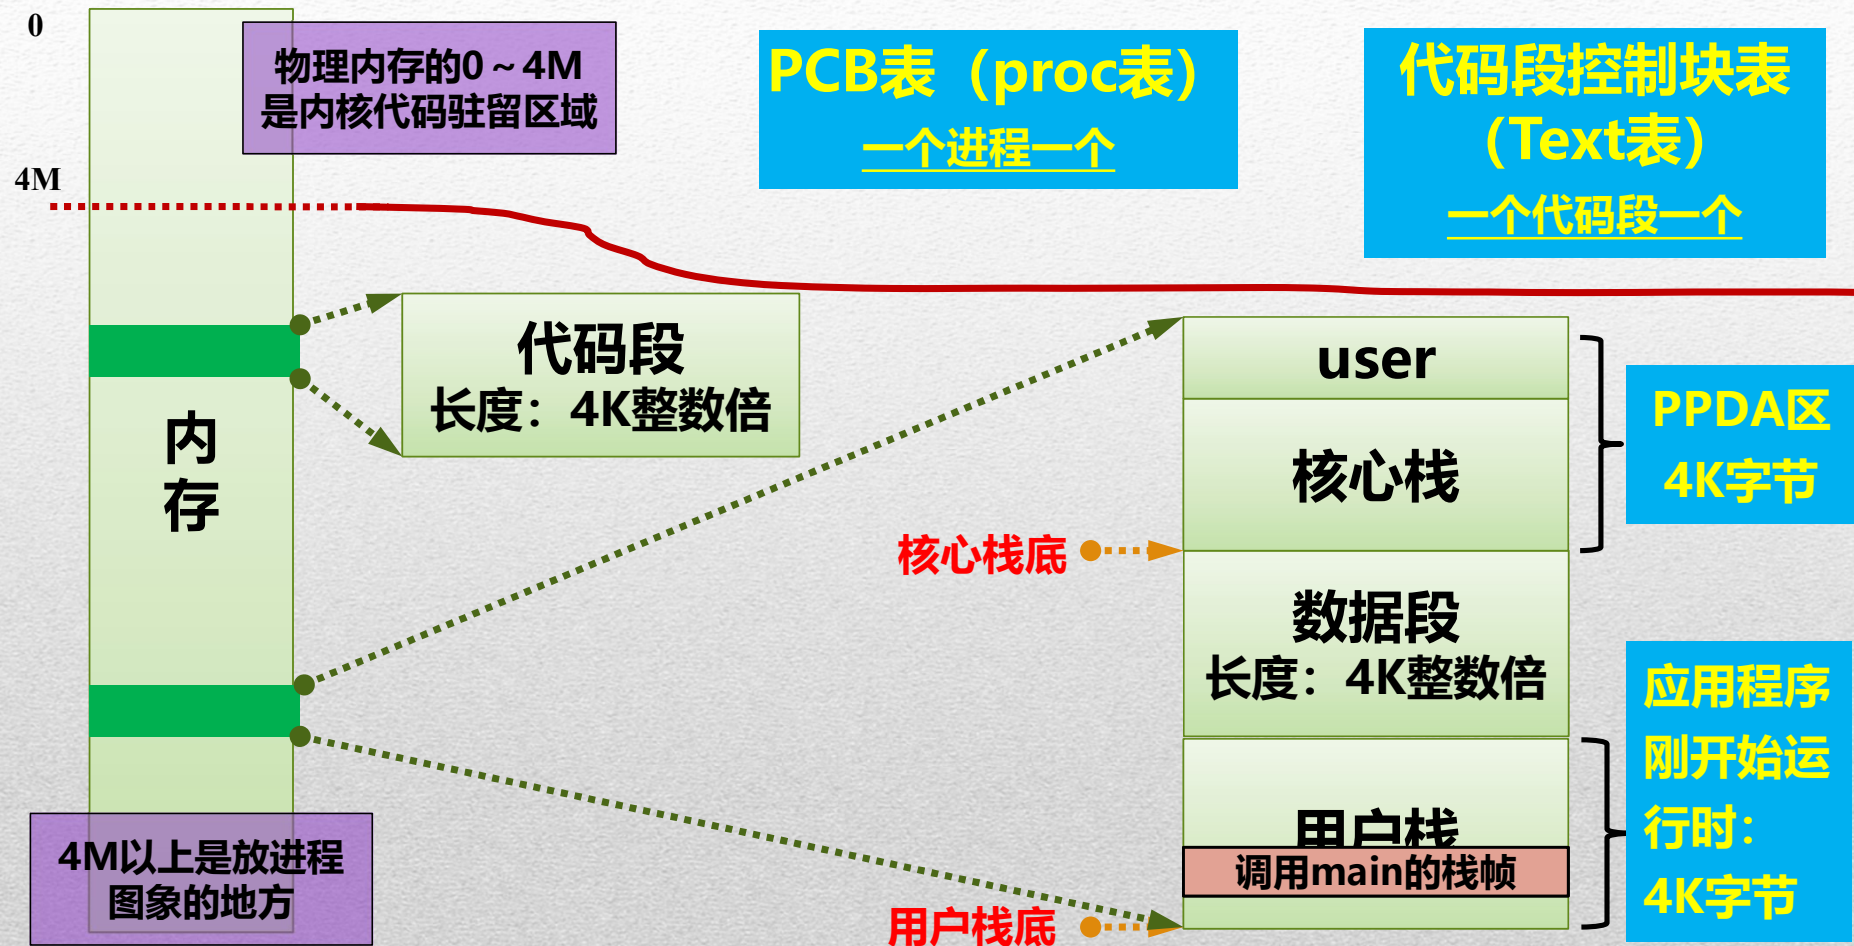 0
物理内存的0~4M
是内核代码驻留区域
PCB表（proc表）
一个进程一个
代码段控制块表
（Text表）
一个代码段一个
4M
代码段
长度：4K整数倍
内
存
user
核心栈
核心栈底
PPDA区
4K字节
数据段
长度：4K整数倍
用户栈
调用main的栈帧
用户栈底
应用程序
刚开始运
行时：
4K字节
4M以上是放进程
图象的地方